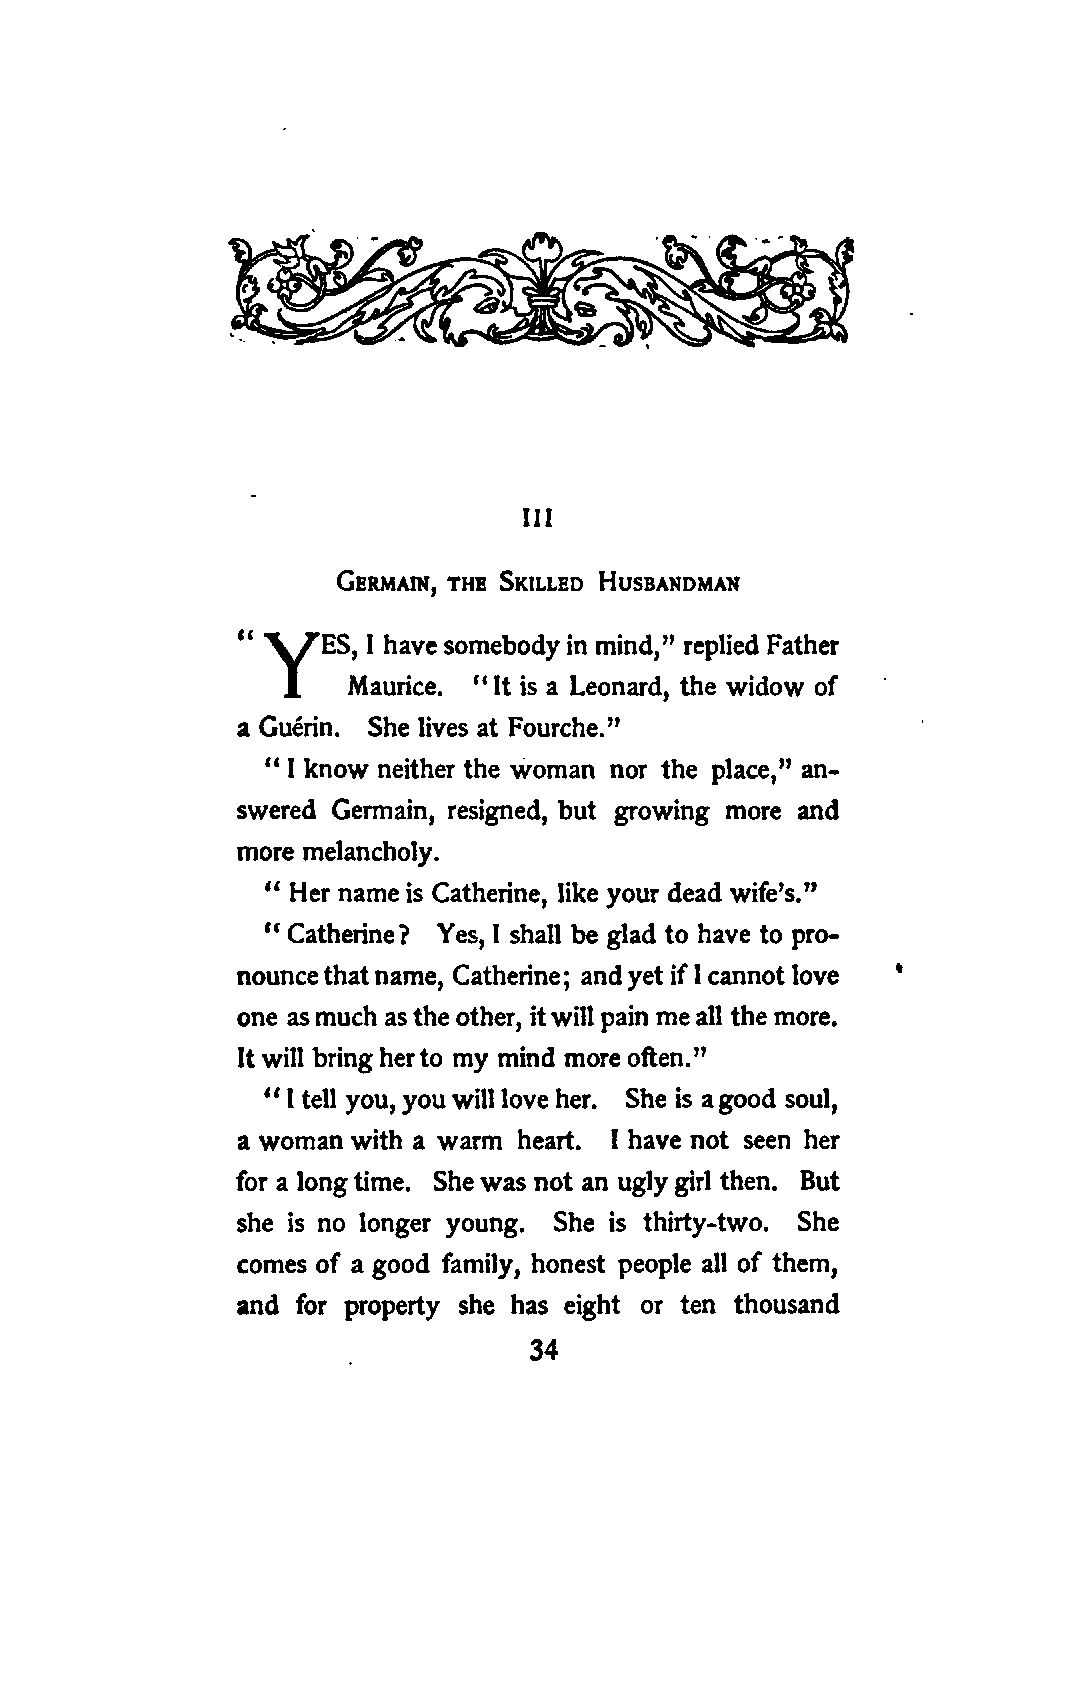 III
GERMAIN, THE SKILLED HUSBANDMAN
"YES, I have somebody in mind," replied Father
Maurice. "It is a Leonard, the widow of
a Guérin. She lives at Fourche."
"I know neither the woman nor the place," an-
swered Germain, resigned, but growing more and
more melancholy.
"Her name is Catherine, like your dead wife's."
"Catherine? Yes, I shall be glad to have to pro-
nounce that name, Catherine; and yet if I cannot love
one as much as the other, it will pain me all the more.
It will bring her to my mind more often."
"I tell you, you will love her. She is a good soul,
a woman with a warm heart. I have not seen her
for a long time. She was not an ugly girl then. But
she is no longer young. She is thirty-two. She
comes of a good family, honest people all of them,
and for property she has eight or ten thousand
34